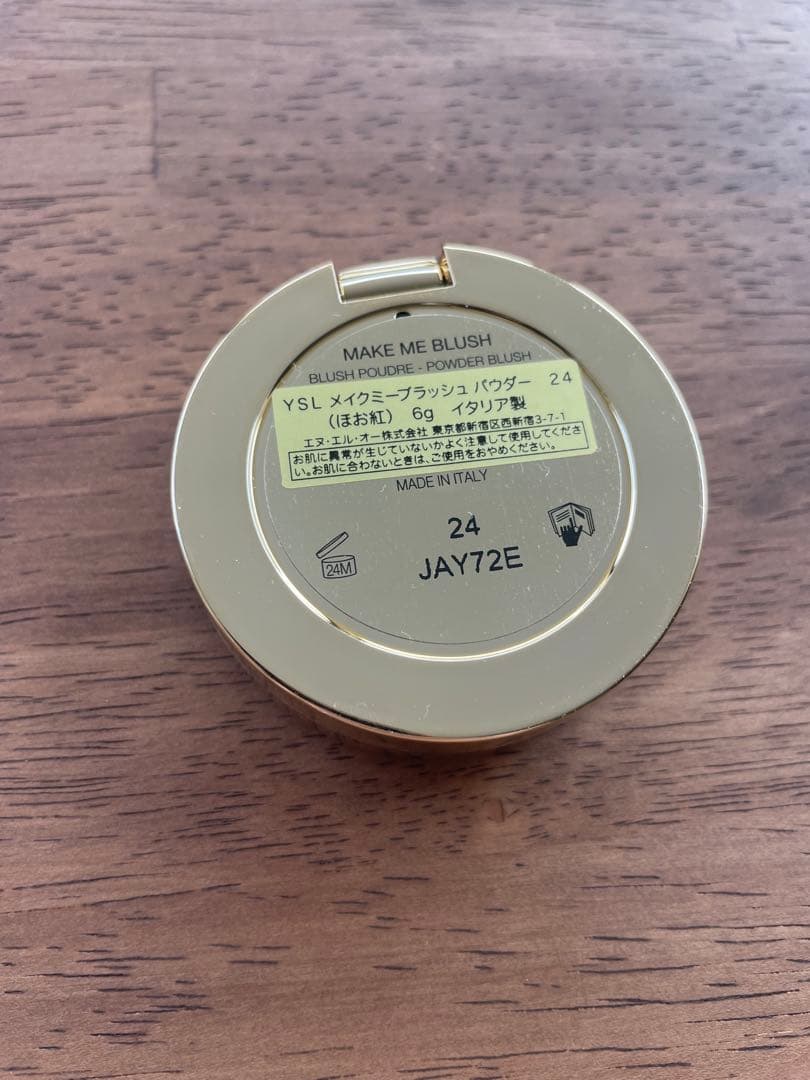 MAKE ME BLUSH
BLUSH POUDRE - POWDER BLUSH
YSL メイクミーブラッシュ パウダー 24
（ほお紅） 6g イタリア製
エヌ・エル・オー株式会社 東京都新宿区西新宿3-7-1
お肌に異常が生じていないかよく注意して使用してくださ
い。お肌に合わないときは、ご使用をおやめください。
MADE IN ITALY
24
24M
JAY72E